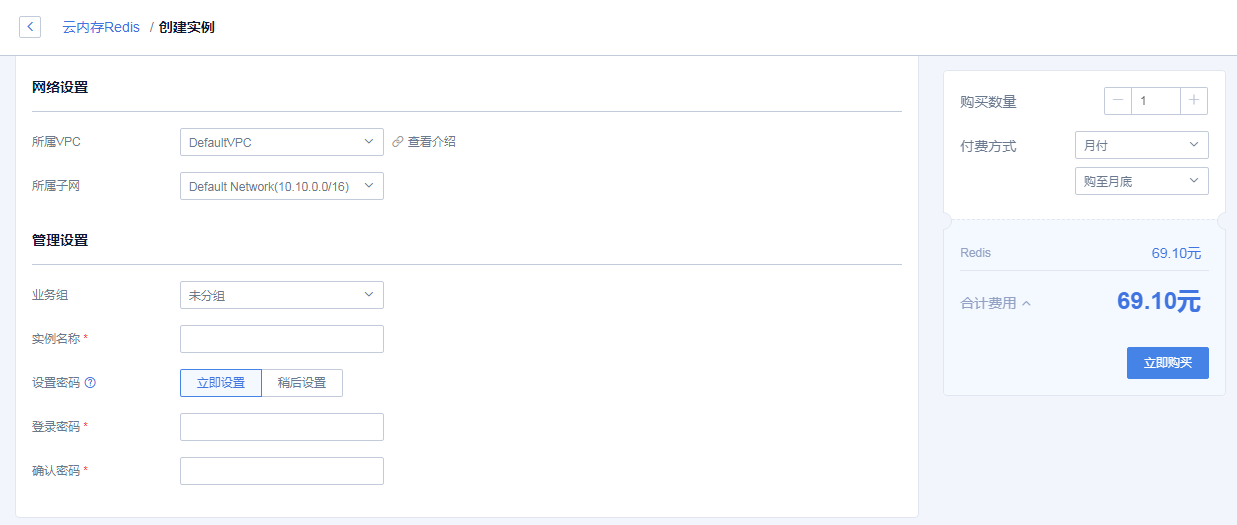 云内存Redis / 创建实例
网络设置
所属VPC
DefaultVPC
查看介绍
所属子网
Default Network(10.10.0.0/16)
管理设置
业务组
未分组
实例名称 *
设置密码
立即设置
稍后设置
登录密码 *
确认密码 *
购买数量
1
付费方式
月付
购至月底
Redis
69.10元
合计费用
69.10元
立即购买